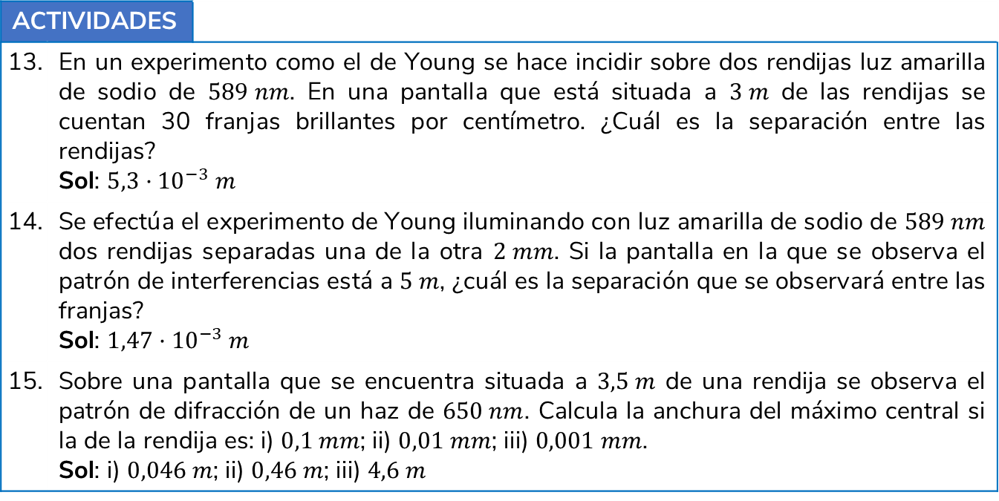 ACTIVIDADES
13. En un experimento como el de Young se hace incidir sobre dos rendijas luz amarilla
de sodio de 589 nm. En una pantalla que está situada a 3 m de las rendijas se
cuentan 30 franjas brillantes por centímetro. ¿Cuál es la separación entre las
rendijas?
Sol: 5,3 · 10⁻³ m
14. Se efectúa el experimento de Young iluminando con luz amarilla de sodio de 589 nm
dos rendijas separadas una de la otra 2 mm. Si la pantalla en la que se observa el
patrón de interferencias está a 5 m, ¿cuál es la separación que se observará entre las
franjas?
Sol: 1,47 · 10⁻³ m
15. Sobre una pantalla que se encuentra situada a 3,5 m de una rendija se observa el
patrón de difracción de un haz de 650 nm. Calcula la anchura del máximo central si
la de la rendija es: i) 0,1 mm; ii) 0,01 mm; iii) 0,001 mm.
Sol: i) 0,046 m; ii) 0,46 m; iii) 4,6 m